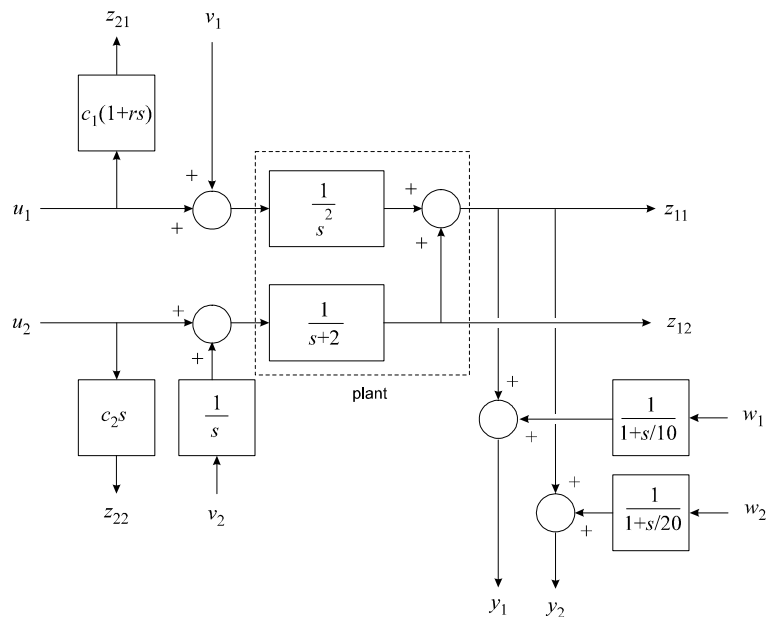 z₂₁
v₁
c₁(1+rs)
+
u₁
+
1/s²
+
+
z₁₁
u₂
+
+
1/(s+2)
z₁₂
plant
c₂s
1/s
+
+
1/(1+s/10)
w₁
z₂₂
v₂
+
+
1/(1+s/20)
w₂
y₁
y₂